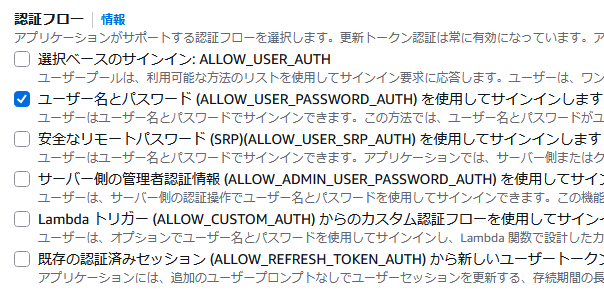 認証フロー 情報
アプリケーションがサポートする認証フローを選択します。更新トークン認証は常に有効になっています。ア
選択ベースのサインイン: ALLOW_USER_AUTH
ユーザープールは、利用可能な方法のリストを使用してサインイン要求に応答します。ユーザーは、ワン
ユーザー名とパスワード (ALLOW_USER_PASSWORD_AUTH) を使用してサインインします
ユーザーはユーザー名とパスワードでサインインできます。この方法では、ユーザー名とパスワードがユ
安全なリモートパスワード (SRP)(ALLOW_USER_SRP_AUTH) を使用してサインインします
ユーザーはユーザー名とパスワードでサインインできます。アプリケーションでは、サーバー側またはク
サーバー側の管理者認証情報 (ALLOW_ADMIN_USER_PASSWORD_AUTH) を使用してサイン
ユーザーは、サーバー側の認証操作でユーザー名とパスワードを使用してサインインできます。この機能
Lambda トリガー (ALLOW_CUSTOM_AUTH) からのカスタム認証フローを使用してサイン
ユーザーは、オプションでユーザー名とパスワードを使用してサインインし、Lambda 関数で設計したカ
既存の認証済みセッション (ALLOW_REFRESH_TOKEN_AUTH) から新しいユーザートークン
アプリケーションには、追加のユーザープロンプトなしでユーザーセッションを更新する、存続期間の長